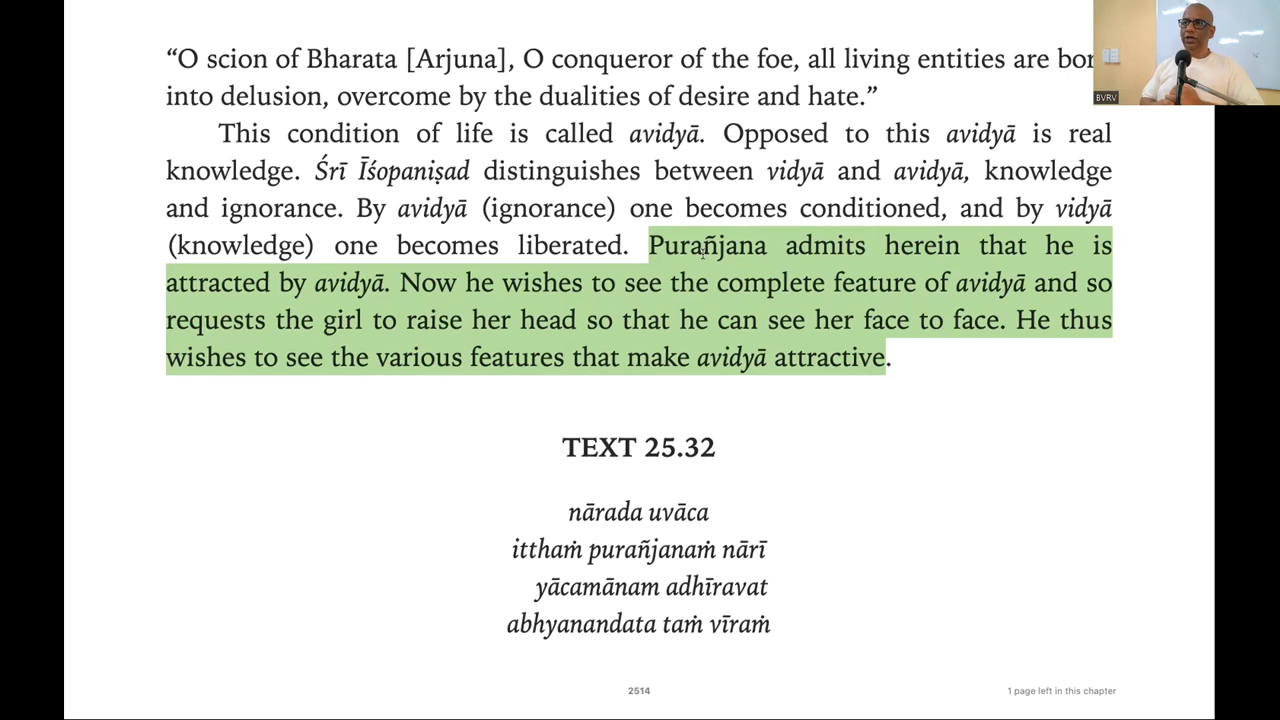 “O scion of Bharata [Arjuna], O conqueror of the foe, all living entities are
into delusion, overcome by the dualities of desire and hate.”
This condition of life is called avidyā. Opposed to this avidyā is real
knowledge. Śrī Īśopaniṣad distinguishes between vidyā and avidyā, knowledge
and ignorance. By avidyā (ignorance) one becomes conditioned, and by vidyā
(knowledge) one becomes liberated. Purañjana admits herein that he is
attracted by avidyā. Now he wishes to see the complete feature of avidyā and so
requests the girl to raise her head so that he can see her face to face. He thus
wishes to see the various features that make avidyā attractive.
TEXT 25.32
nārada uvāca
itthaṁ purañjanaṁ nārī
yācamānam adhīravat
abhyanandata taṁ vīraṁ
2514
1 page left in this chapter
BVRV